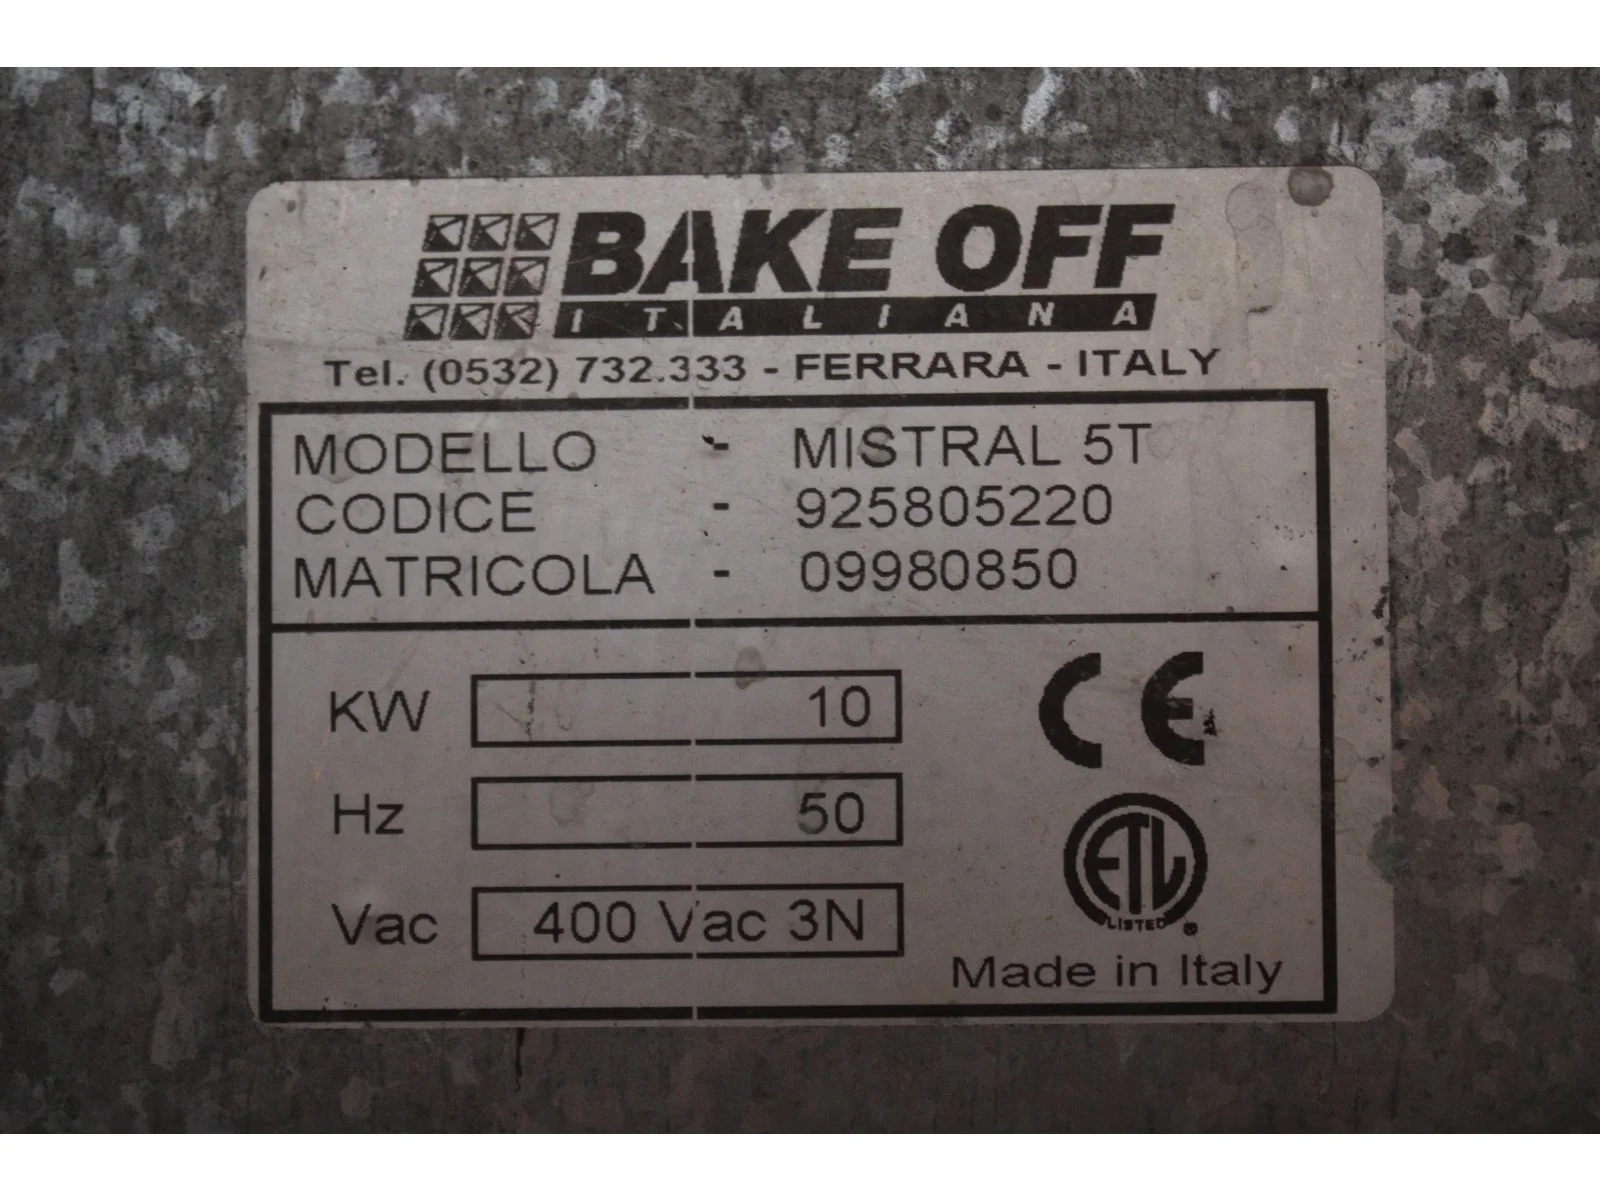 BAKE OFF
ITALIANA
Tel. (0532) 732.333 - FERRARA - ITALY
MODELLO - MISTRAL 5T
CODICE - 925805220
MATRICOLA - 09980850
KW 10
Hz 50
Vac 400 Vac 3N
CE
ETL
LISTED ®
Made in Italy